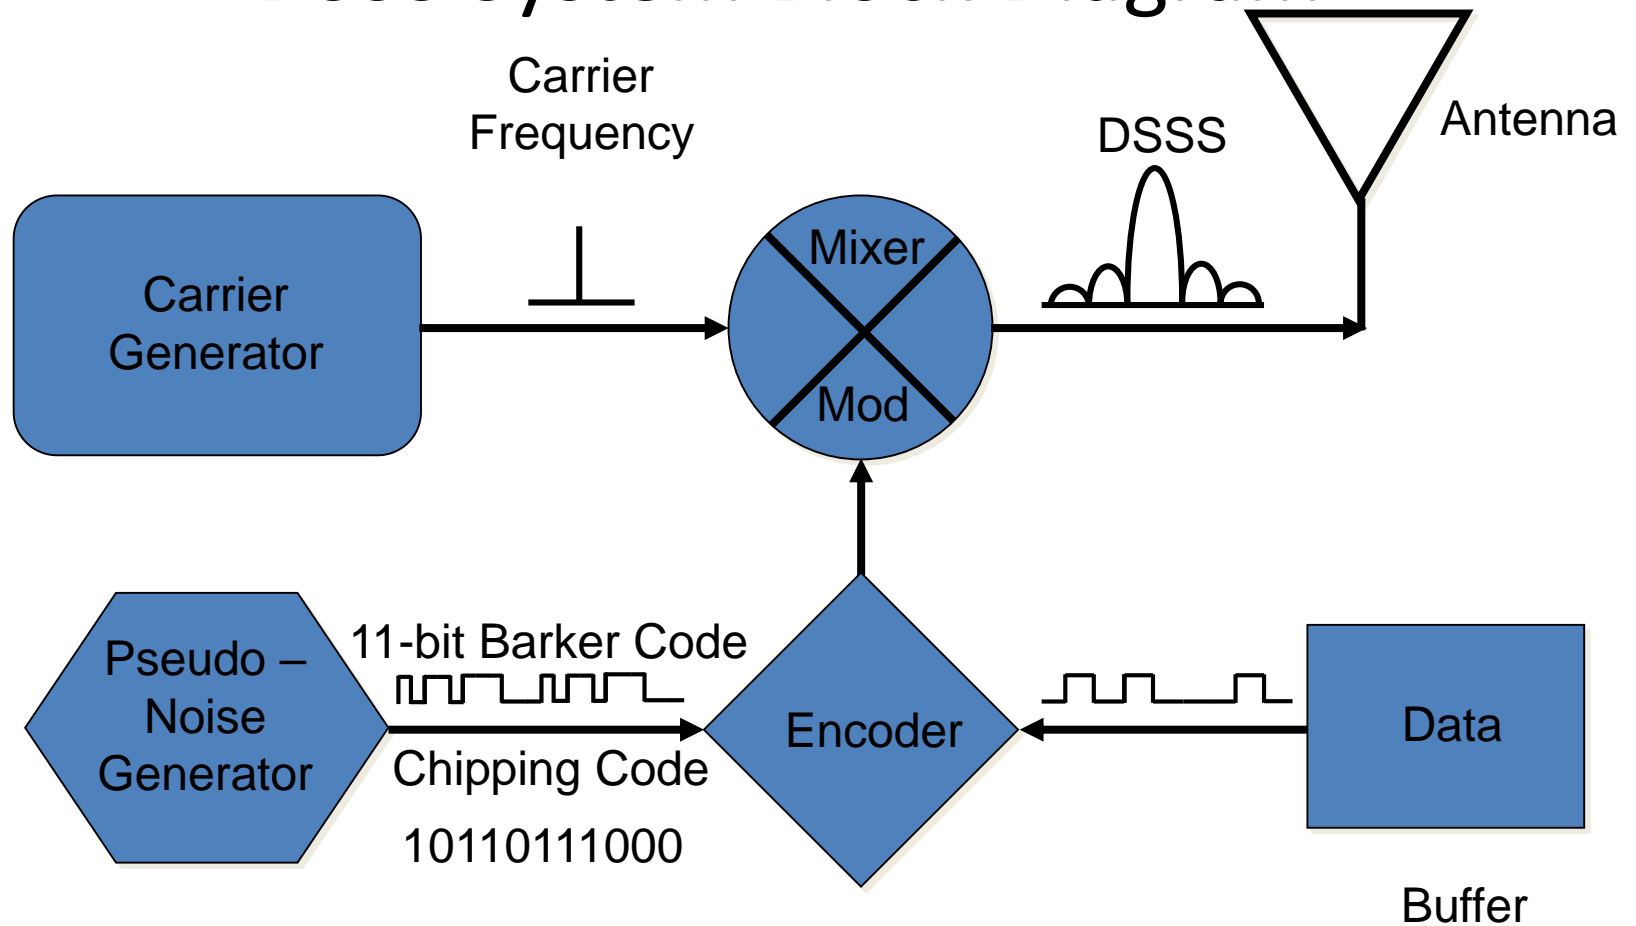 Carrier
Frequency
DSSS
Antenna
Mixer
Mod
Carrier
Generator
11-bit Barker Code
Pseudo –
Noise
Generator
Chipping Code
10110111000
Encoder
Data
Buffer